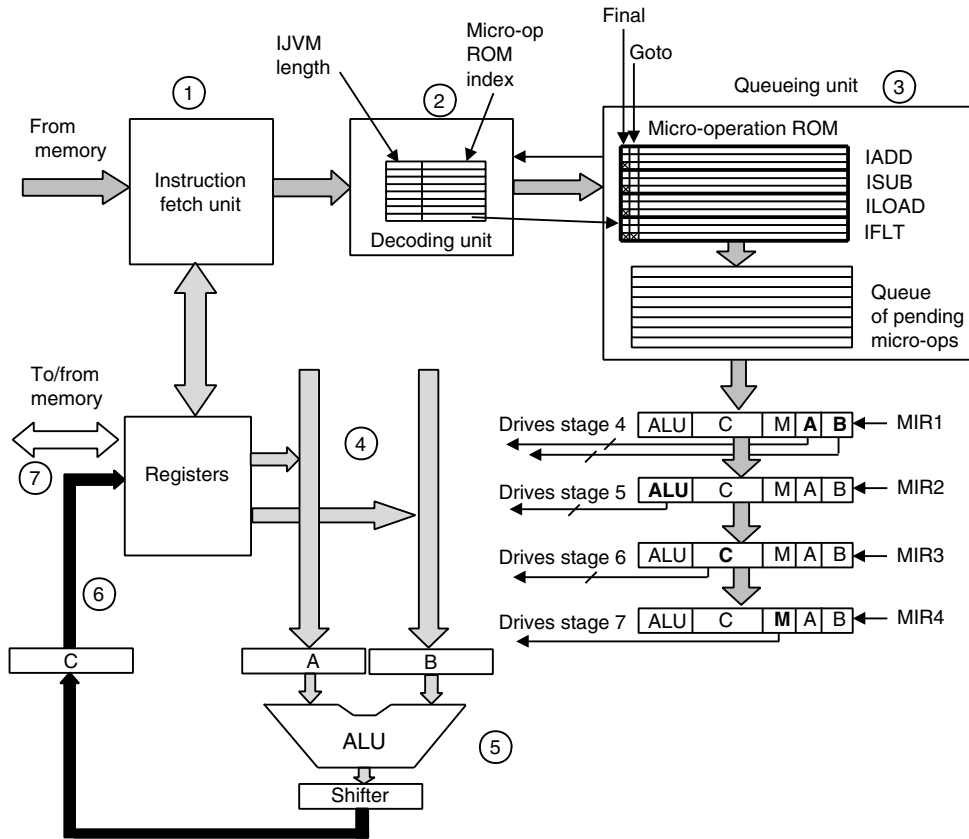 Final
Goto
IJVM
length
Micro-op
ROM
index
1
2
Queueing unit
3
From
memory
Micro-operation ROM
Instruction
fetch unit
IADD
ISUB
ILOAD
IFLT
Decoding unit
Queue
of pending
micro-ops
To/from
memory
7
Registers
4
Drives stage 4
ALU C M A B
MIR1
Drives stage 5
ALU C M A B
MIR2
Drives stage 6
ALU C M A B
MIR3
Drives stage 7
ALU C M A B
MIR4
6
C
A
B
ALU
5
Shifter